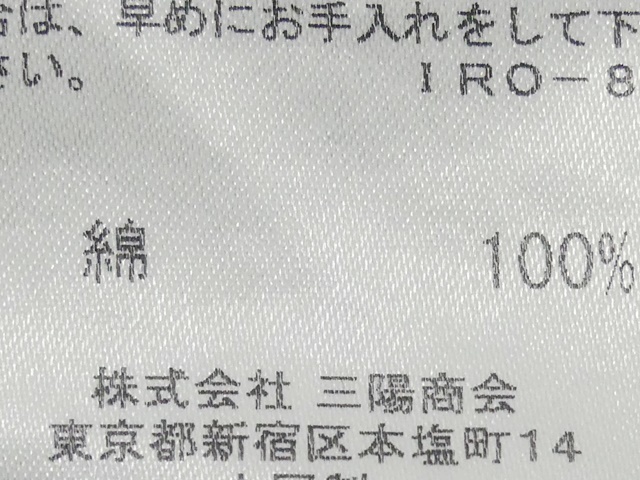 は、早めにお手入れをして下
さい。 IRO-8
綿 100%
株式会社 三陽商会
東京都新宿区本塩町14